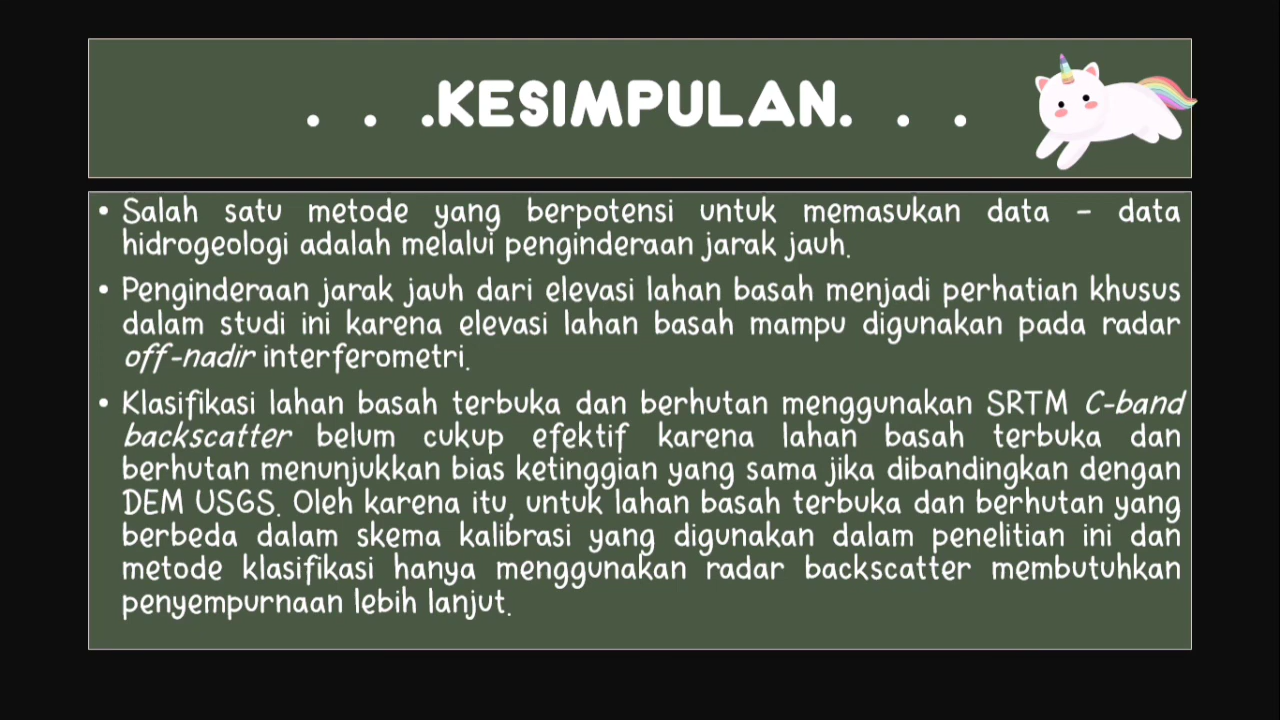 . . .KESIMPULAN. . .
• Salah satu metode yang berpotensi untuk memasukan data – data
hidrogeologi adalah melalui penginderaan jarak jauh.
• Penginderaan jarak jauh dari elevasi lahan basah menjadi perhatian khusus
dalam studi ini karena elevasi lahan basah mampu digunakan pada radar
off-nadir interferometri.
• Klasifikasi lahan basah terbuka dan berhutan menggunakan SRTM C-band
backscatter belum cukup efektif karena lahan basah terbuka dan
berhutan menunjukkan bias ketinggian yang sama jika dibandingkan dengan
DEM USGS. Oleh karena itu, untuk lahan basah terbuka dan berhutan yang
berbeda dalam skema kalibrasi yang digunakan dalam penelitian ini dan
metode klasifikasi hanya menggunakan radar backscatter membutuhkan
penyempurnaan lebih lanjut.